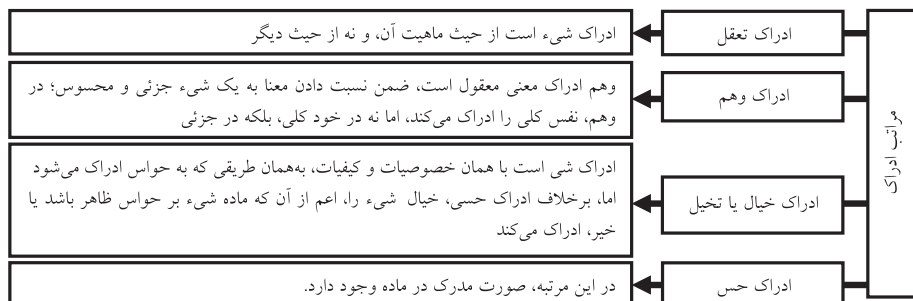 مراتب ادراک
ادراک تعقل
ادراک شیء است از حیث ماهیت آن، و نه از حیث دیگر
ادراک وهم
وهم ادراک معنی معقول است، ضمن نسبت دادن معنا به یک شیء جزئی و محسوس؛ در
وهم، نفس کلی را ادراک می‌کند، اما نه در خود کلی، بلکه در جزئی
ادراک خیال یا تخیل
ادراک شی است با همان خصوصیات و کیفیات، به‌همان طریقی که به حواس ادراک می‌شود
اما، برخلاف ادراک حسی، خیال شیء را، اعم از آن که ماده شیء بر حواس ظاهر باشد یا
خیر، ادراک می‌کند
ادراک حس
در این مرتبه، صورت مدرک در ماده وجود دارد.